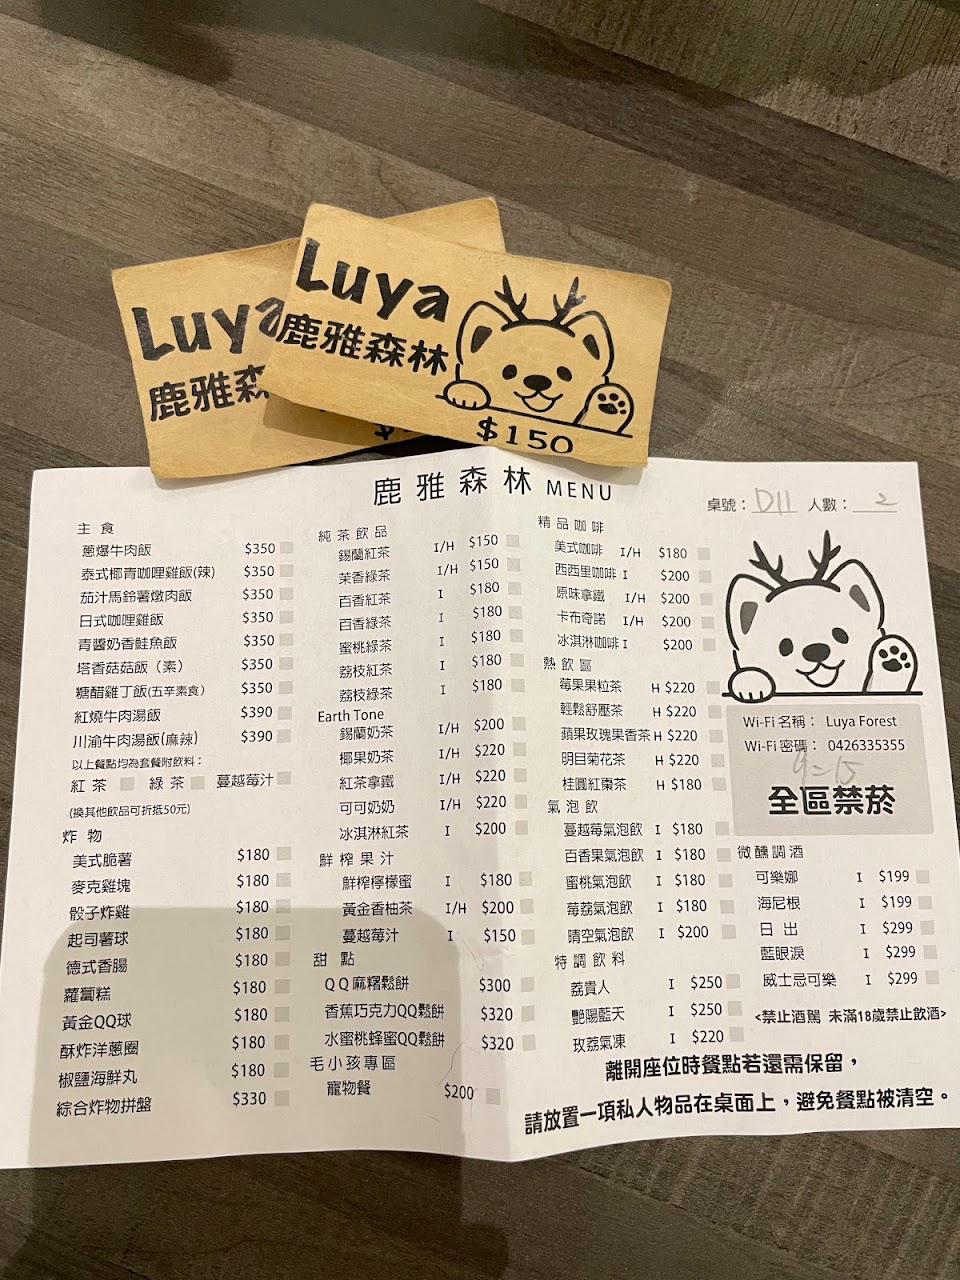 Luya
鹿雅森
$
Luya
鹿雅森林
$150
鹿雅森林 MENU
桌號：D11 人數：2
主食
蔥爆牛肉飯 $350
泰式椰青咖哩雞飯(辣) $350
茄汁馬鈴薯燉肉飯 $350
日式咖哩雞飯 $350
青醬奶香鮭魚飯 $350
塔香菇菇飯（素） $350
糖醋雞丁飯(五辛素食) $350
紅燒牛肉湯飯 $390
川渝牛肉湯飯(麻辣) $390
以上餐點均為套餐附飲料：
紅茶 綠茶 蔓越莓汁
(換其他飲品可折抵50元)
炸物
美式脆薯 $180
麥克雞塊 $180
骰子炸雞 $180
起司薯球 $180
德式香腸 $180
蘿蔔糕 $180
黃金QQ球 $180
酥炸洋蔥圈 $180
椒鹽海鮮丸 $180
綜合炸物拼盤 $330
純茶飲品
錫蘭紅茶 I/H $150
茉香綠茶 I/H $150
百香紅茶 I $180
百香綠茶 I $180
蜜桃綠茶 I $180
荔枝紅茶 I $180
荔枝綠茶 I $180
Earth Tone
錫蘭奶茶 I/H $200
椰果奶茶 I/H $220
紅茶拿鐵 I/H $220
可可奶奶 I/H $220
冰淇淋紅茶 I $200
鮮榨果汁
鮮榨檸檬蜜 I $180
黃金香柚茶 I/H $200
蔓越莓汁 I $150
甜點
QQ麻糬鬆餅 $300
香蕉巧克力QQ鬆餅 $320
水蜜桃蜂蜜QQ鬆餅 $320
毛小孩專區
寵物餐 $200
精品咖啡
美式咖啡 I/H $180
西西里咖啡 I $200
原味拿鐵 I/H $200
卡布奇諾 I/H $200
冰淇淋咖啡 I $200
熱飲區
莓果果粒茶 H $220
輕鬆舒壓茶 H $220
蘋果玫瑰果香茶 H $220
明目菊花茶 H $220
桂圓紅棗茶 H $180
氣泡飲
蔓越莓氣泡飲 I $180
百香果氣泡飲 I $180
蜜桃氣泡飲 I $180
莓荔氣泡飲 I $180
晴空氣泡飲 I $200
特調飲料
荔貴人 I $250
艷陽藍天 I $250
玫荔氣凍 I $220
Wi-Fi 名稱： Luya Forest
Wi-Fi 密碼： 0426335355
全區禁菸
微醺調酒
可樂娜 I $199
海尼根 I $199
日出 I $299
藍眼淚 I $299
威士忌可樂 I $299
<禁止酒駕 未滿18歲禁止飲酒>
離開座位時餐點若還需保留，
請放置一項私人物品在桌面上，避免餐點被清空。